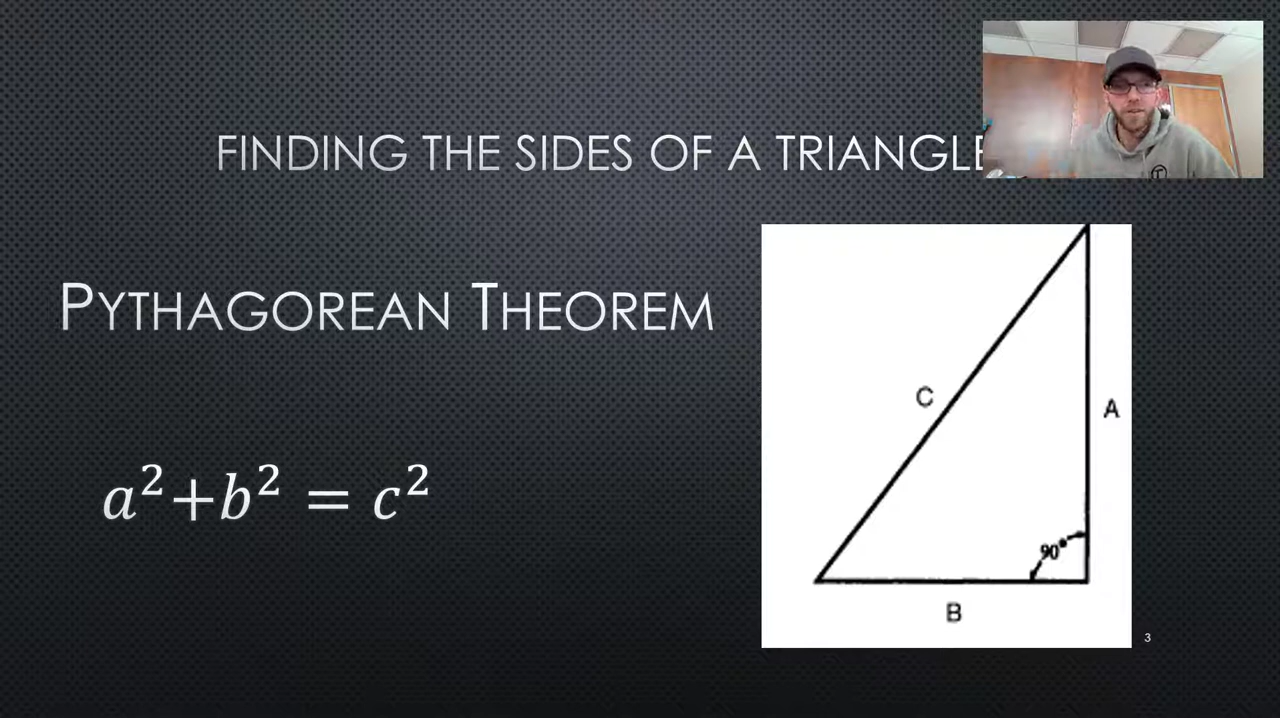 FINDING THE SIDES OF A TRIANGLE
PYTHAGOREAN THEOREM
a²+b² = c²
C
A
90°
B
3